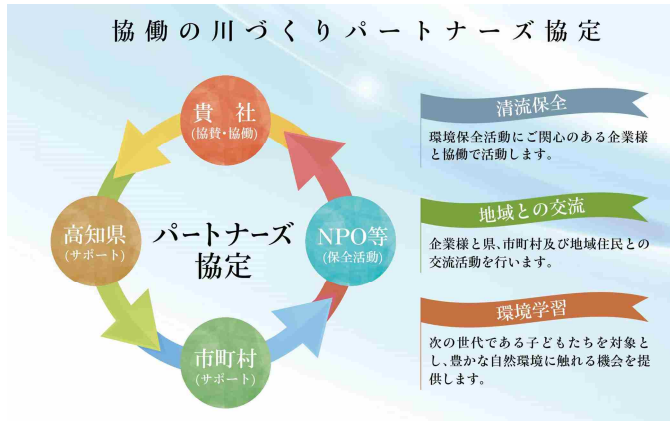 協働の川づくりパートナーズ協定
貴社
(協賛・協働)
高知県
(サポート)
パートナーズ
協定
NPO等
(保全活動)
市町村
(サポート)
清流保全
環境保全活動にご関心のある企業様
と協働で活動します。
地域との交流
企業様と県、市町村及び地域住民との
交流活動を行います。
環境学習
次の世代である子どもたちを対象と
し、豊かな自然環境に触れる機会を提
供します。